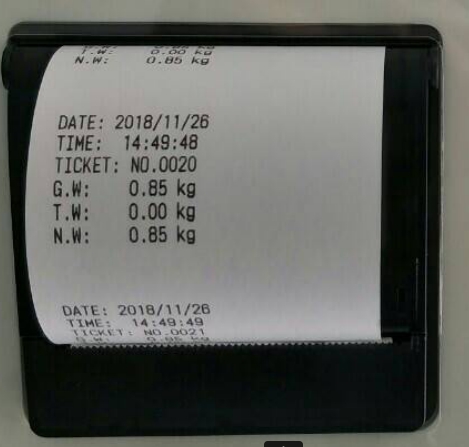 T.W: 0.00 kg
N.W: 0.85 kg
DATE: 2018/11/26
TIME: 14:49:48
TICKET: NO.0020
G.W: 0.85 kg
T.W: 0.00 kg
N.W: 0.85 kg
DATE: 2018/11/26
TIME: 14:49:49
TICKET: NO.0021